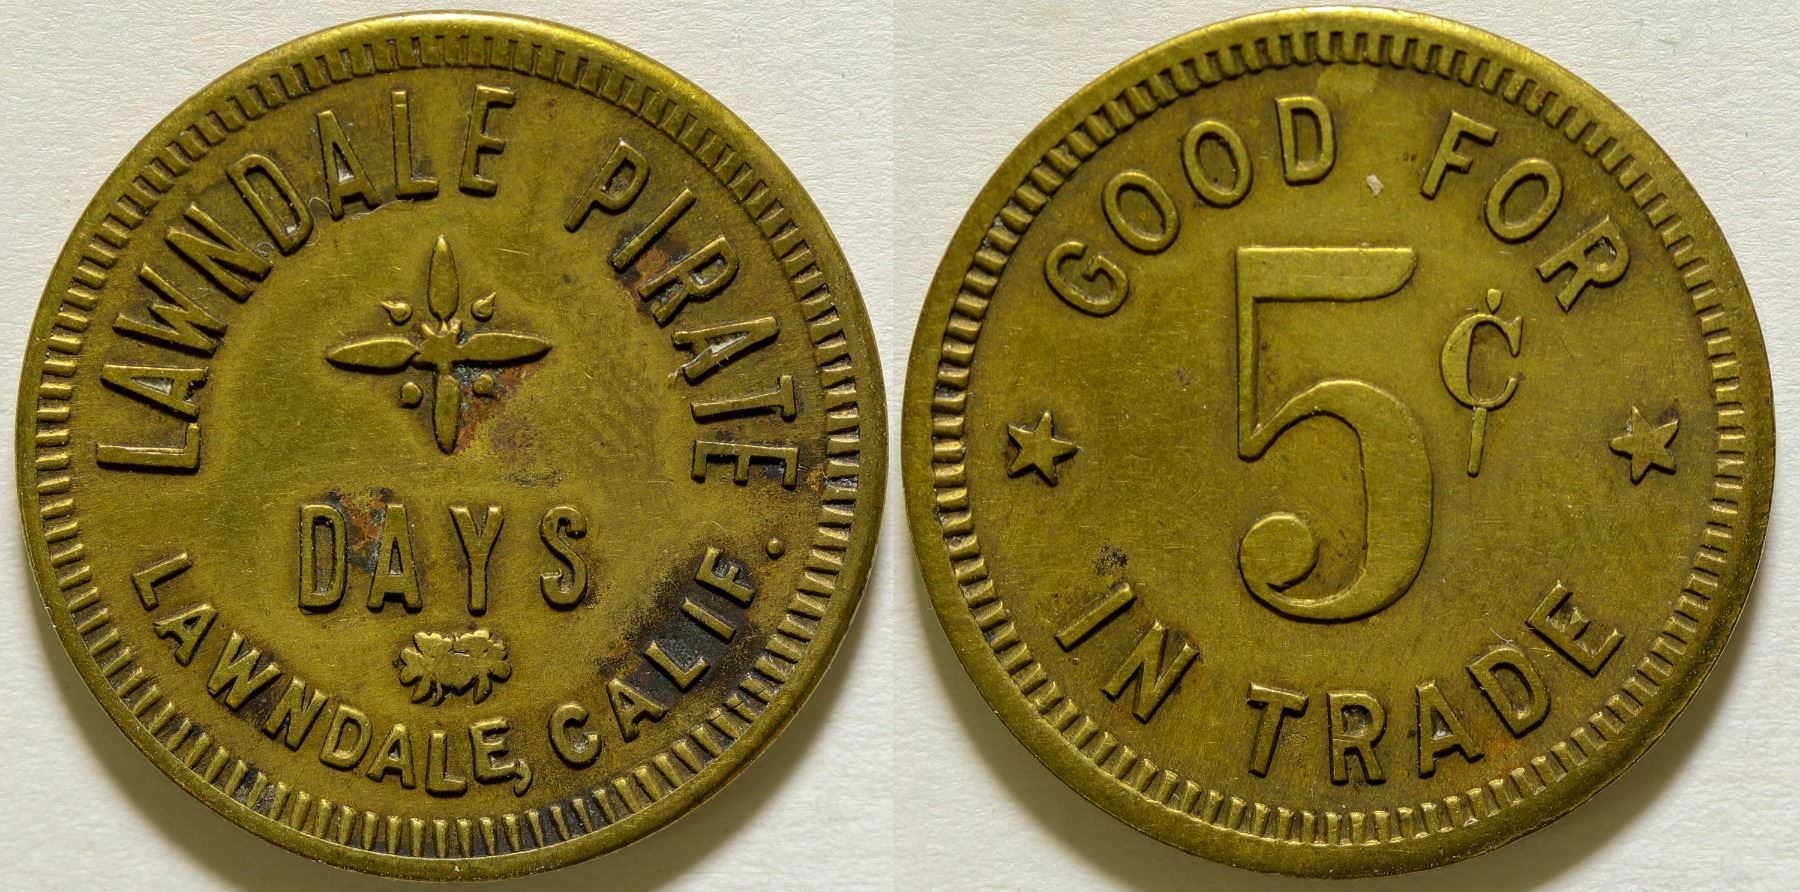 LAWNDALE PIRATE
DAYS
LAWNDALE, CALIF.
GOOD FOR
5¢
IN TRADE